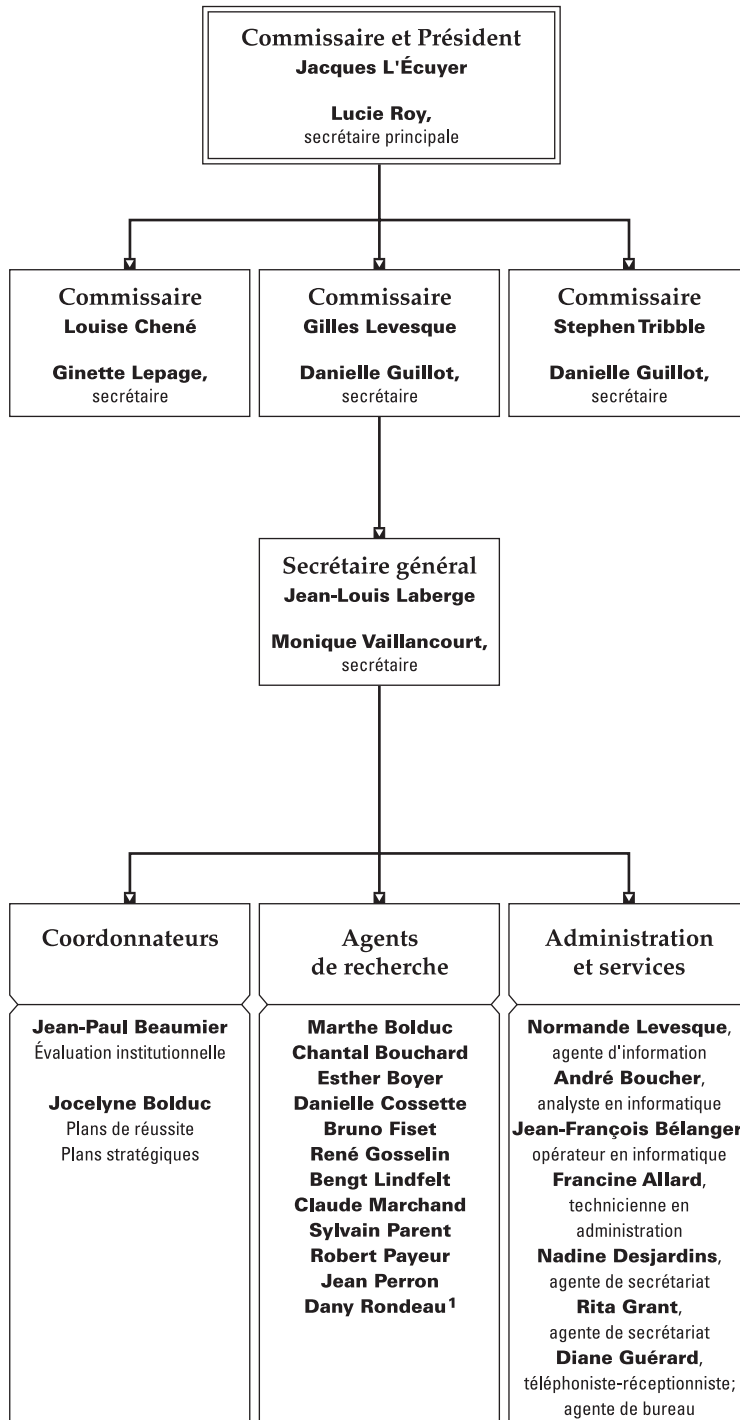 Commissaire et Président
Jacques L'Écuyer
Lucie Roy,
secrétaire principale
Commissaire
Louise Chené
Ginette Lepage,
secrétaire
Commissaire
Gilles Levesque
Danielle Guillot,
secrétaire
Commissaire
Stephen Tribble
Danielle Guillot,
secrétaire
Secrétaire général
Jean-Louis Laberge
Monique Vaillancourt,
secrétaire
Coordonnateurs
Jean-Paul Beaumier
Évaluation institutionnelle
Jocelyne Bolduc
Plans de réussite
Plans stratégiques
Agents
de recherche
Marthe Bolduc
Chantal Bouchard
Esther Boyer
Danielle Cossette
Bruno Fiset
René Gosselin
Bengt Lindfelt
Claude Marchand
Sylvain Parent
Robert Payeur
Jean Perron
Dany Rondeau¹
Administration
et services
Normande Levesque,
agente d'information
André Boucher,
analyste en informatique
Jean-François Bélanger
opérateur en informatique
Francine Allard,
technicienne en
administration
Nadine Desjardins,
agente de secrétariat
Rita Grant,
agente de secrétariat
Diane Guérard,
téléphoniste-réceptionniste;
agente de bureau